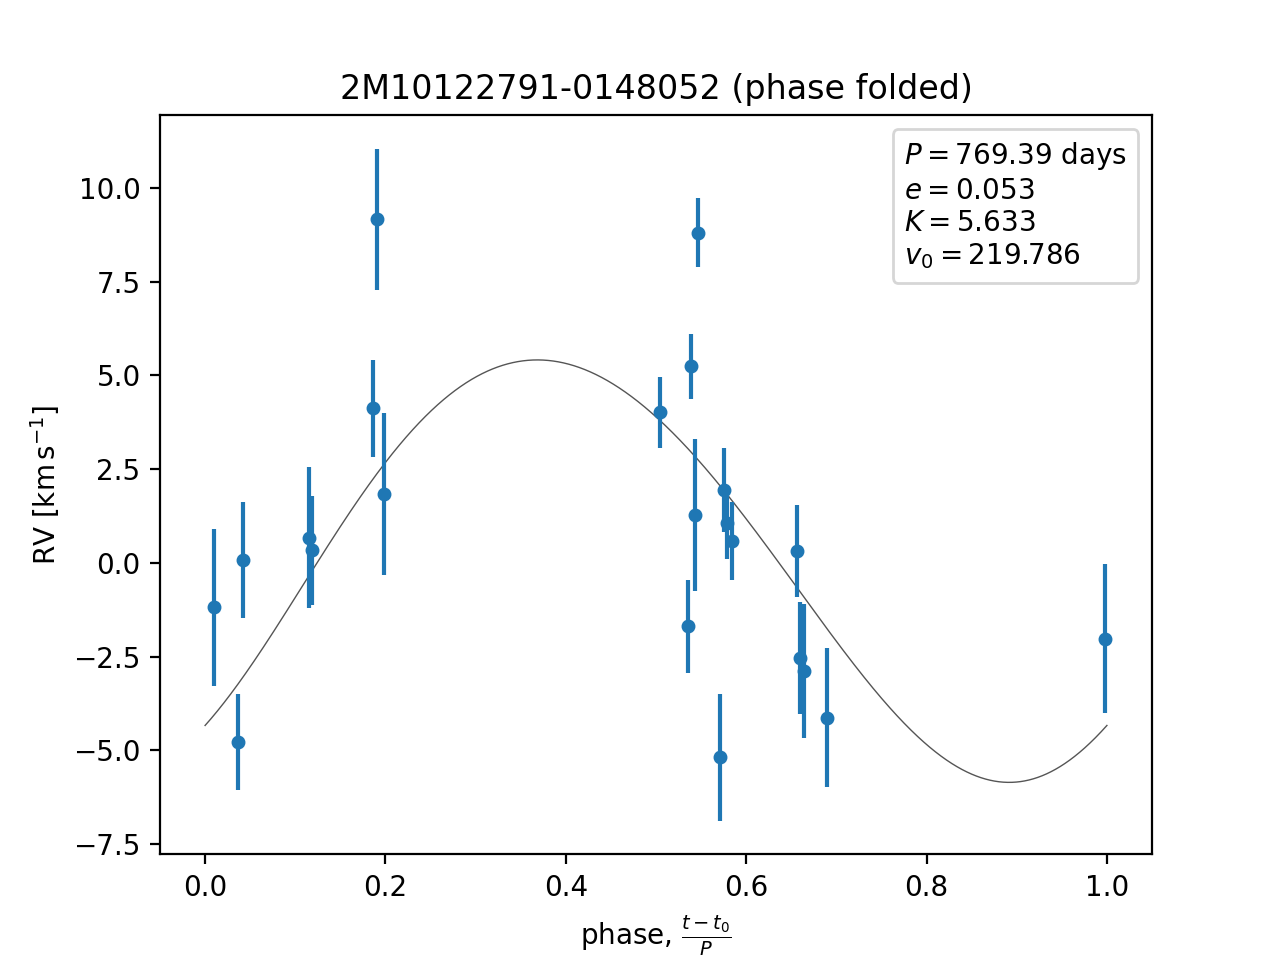 2M10122791-0148052 (phase folded)
P = 769.39 days
e = 0.053
K = 5.633
v₀ = 219.786
10.0
7.5
5.0
2.5
0.0
−2.5
−5.0
−7.5
RV [km s⁻¹]
0.0 0.2 0.4 0.6 0.8 1.0
phase, (t − t₀)/P